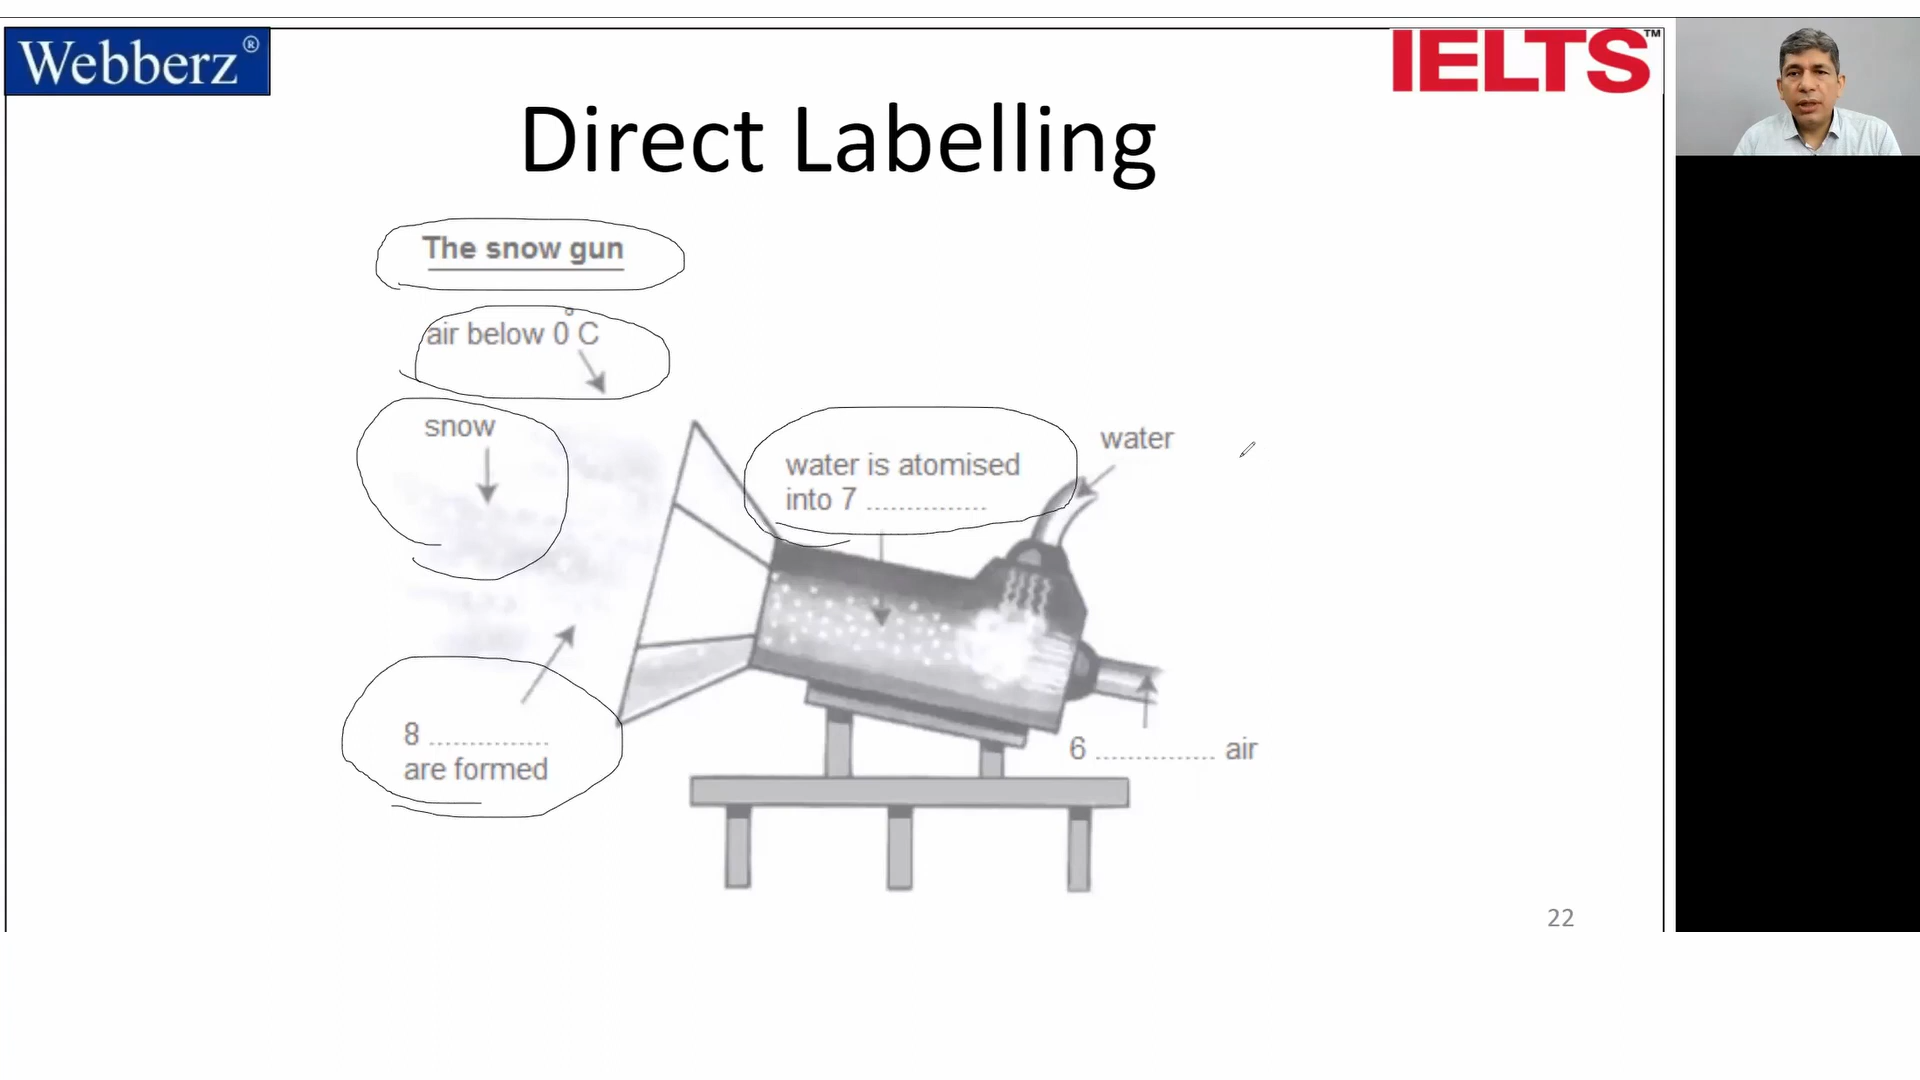 Webberz®
IELTS™
Direct Labelling
The snow gun
air below 0°C
snow
water is atomised
into 7 ...............
water
8 ...............
are formed
6 ............... air
22